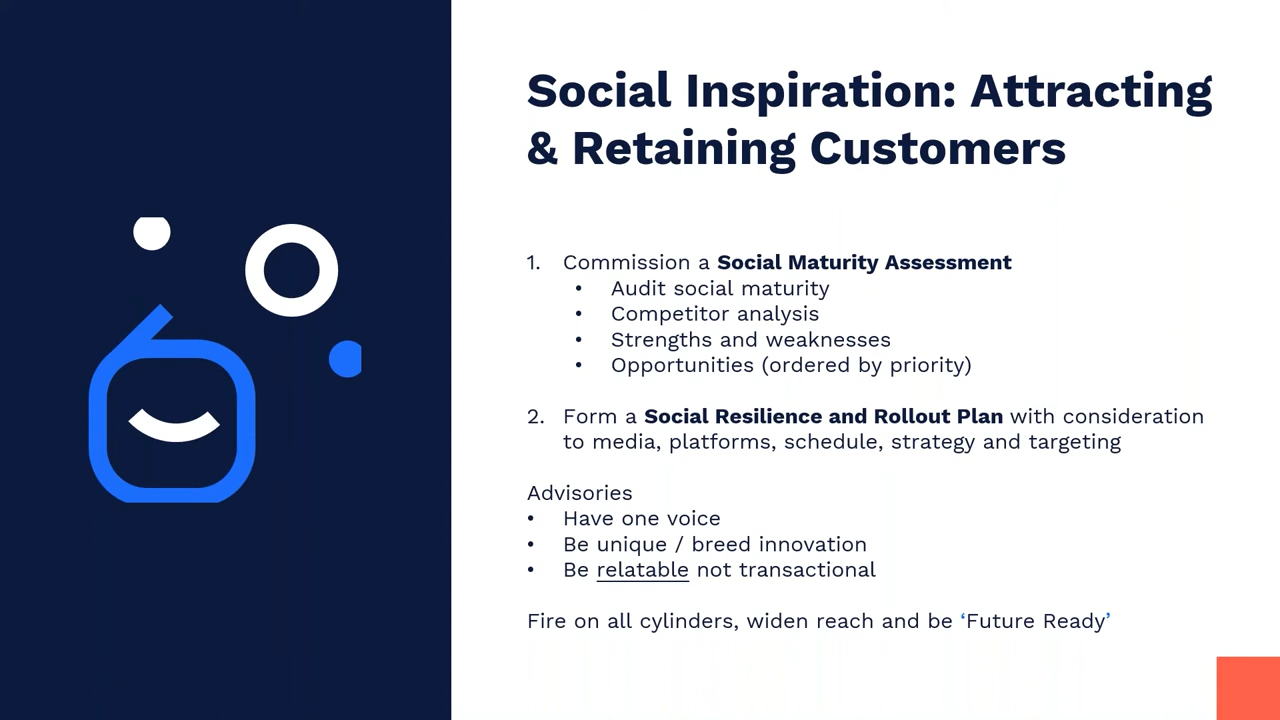 Social Inspiration: Attracting
& Retaining Customers
1. Commission a Social Maturity Assessment
• Audit social maturity
• Competitor analysis
• Strengths and weaknesses
• Opportunities (ordered by priority)
2. Form a Social Resilience and Rollout Plan with consideration
to media, platforms, schedule, strategy and targeting
Advisories
• Have one voice
• Be unique / breed innovation
• Be relatable not transactional
Fire on all cylinders, widen reach and be ‘Future Ready’